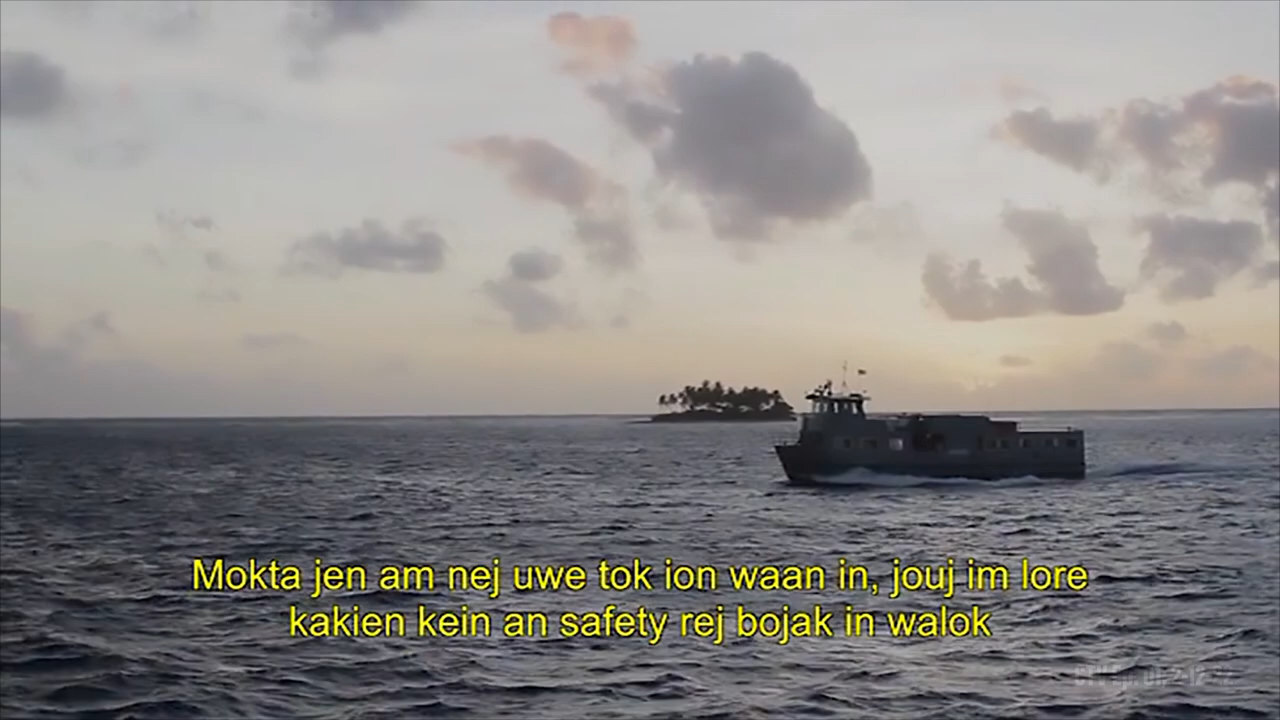 Mokta jen am nej uwe tok ion waan in, jouj im lore
kakien kein an safety rej bojak in walok